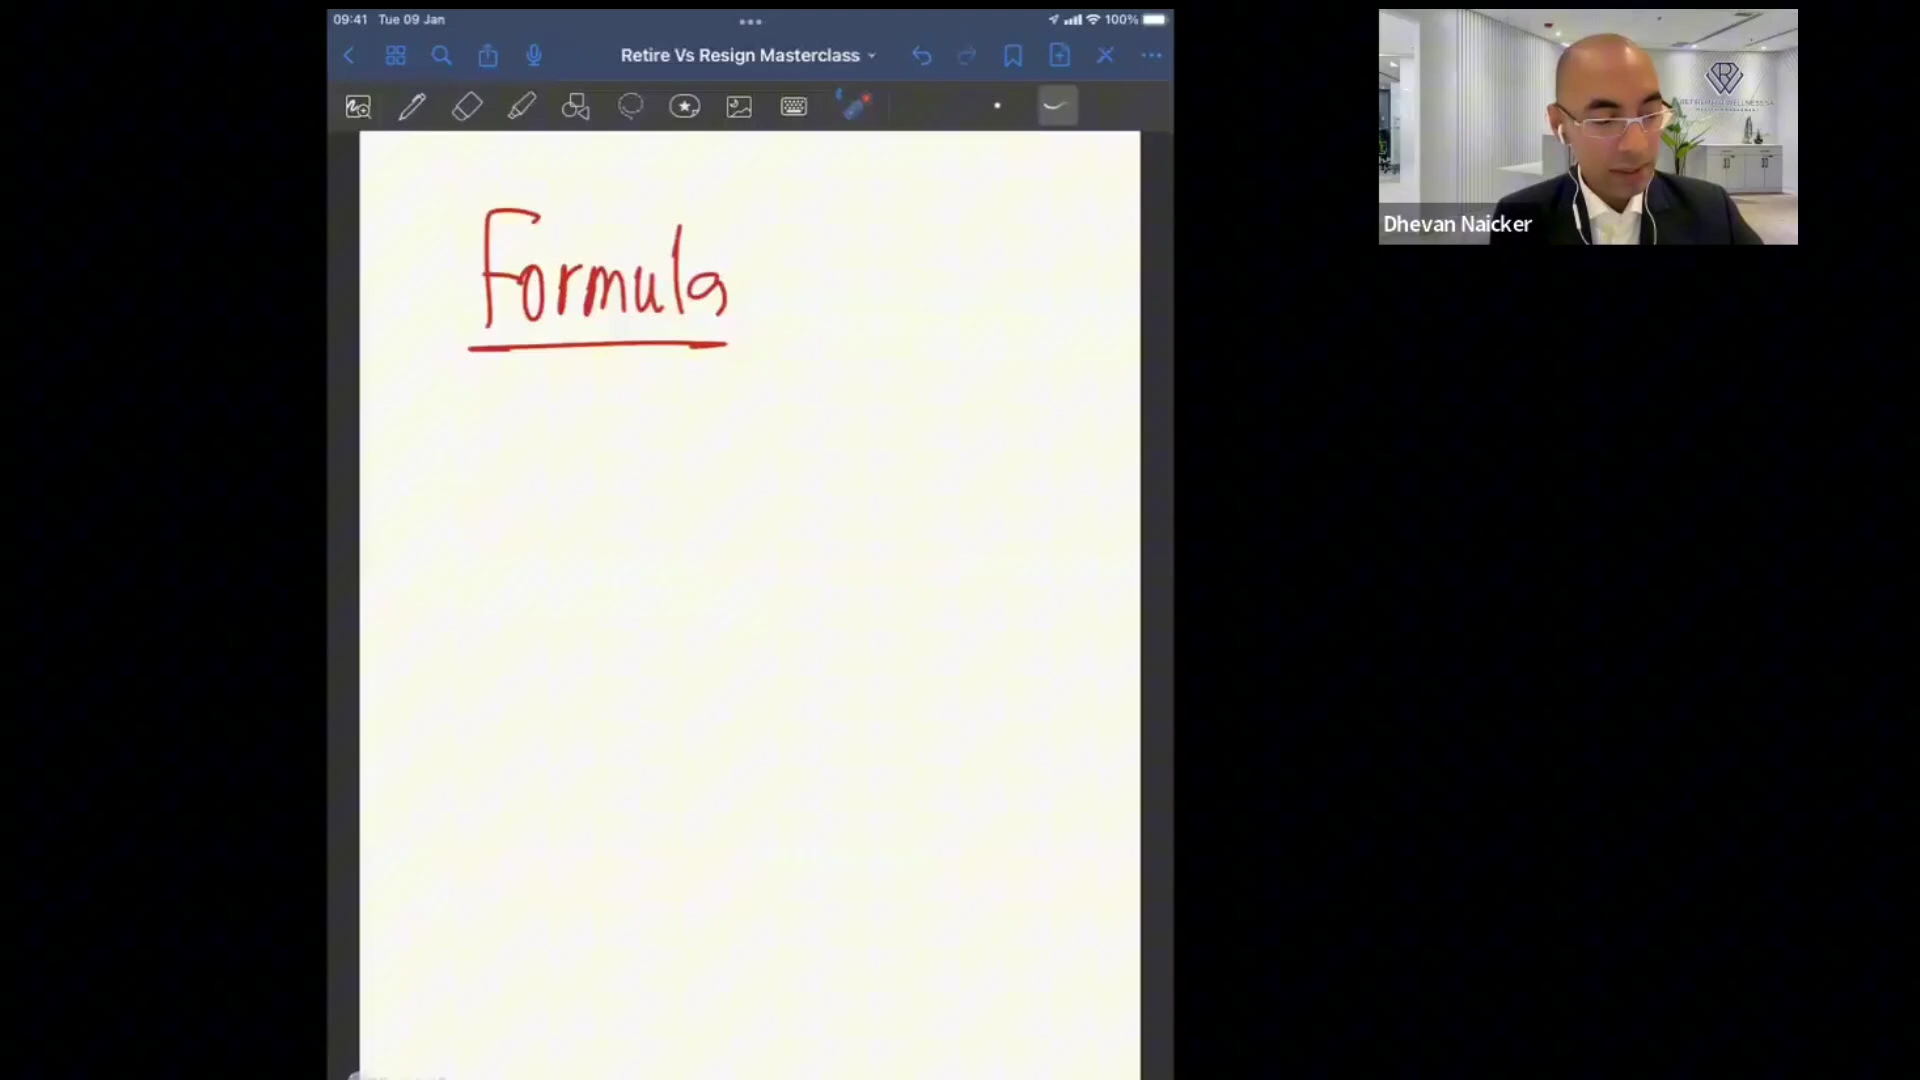 09:41 Tue 09 Jan
100%
Retire Vs Resign Masterclass
Formula
Dhevan Naicker